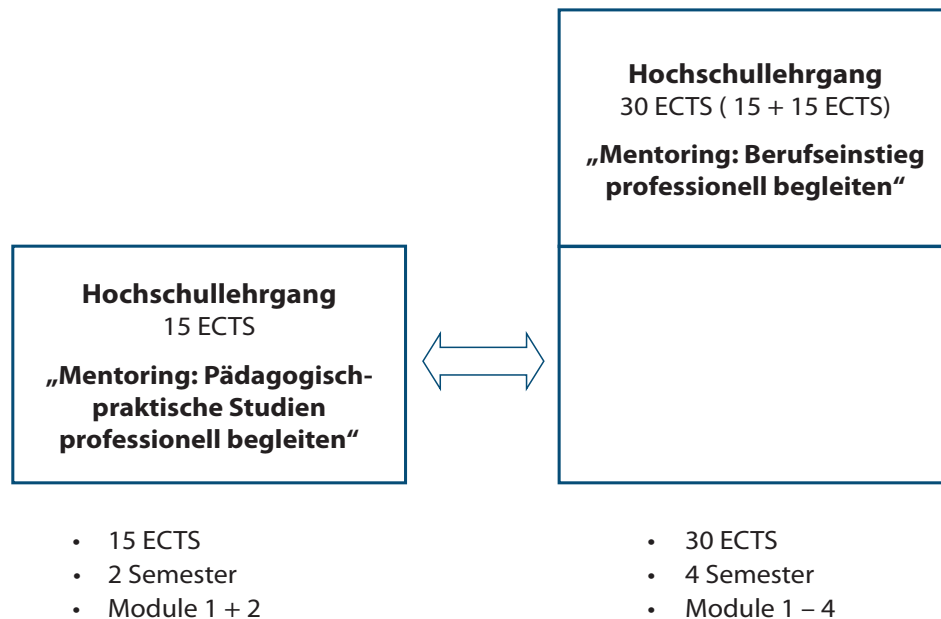 Hochschullehrgang
30 ECTS ( 15 + 15 ECTS)
„Mentoring: Berufseinstieg
professionell begleiten“
Hochschullehrgang
15 ECTS
„Mentoring: Pädagogisch-
praktische Studien
professionell begleiten“
• 15 ECTS
• 2 Semester
• Module 1 + 2
• 30 ECTS
• 4 Semester
• Module 1 – 4